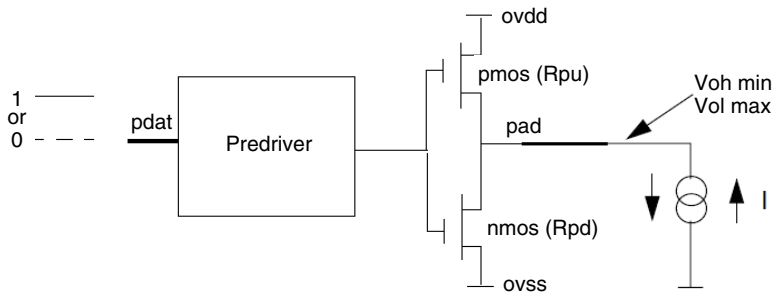 ovdd
pmos (Rpu)
Voh min
Vol max
1
or
0
pdat
Predriver
pad
I
nmos (Rpd)
ovss